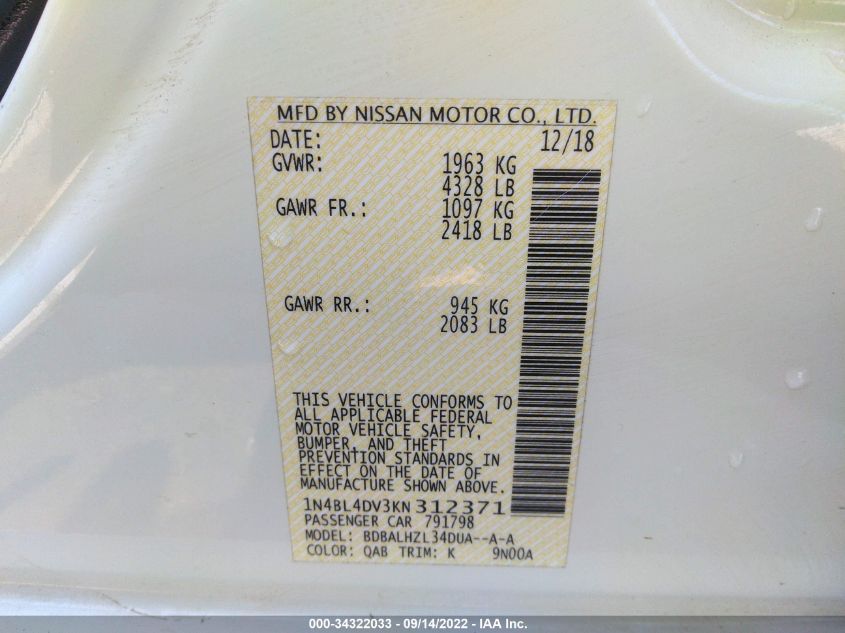 MFD BY NISSAN MOTOR CO., LTD.
DATE: 12/18
GVWR: 1963 KG
4328 LB
GAWR FR.: 1097 KG
2418 LB
GAWR RR.: 945 KG
2083 LB
THIS VEHICLE CONFORMS TO
ALL APPLICABLE FEDERAL
MOTOR VEHICLE SAFETY,
BUMPER, AND THEFT
PREVENTION STANDARDS IN
EFFECT ON THE DATE OF
MANUFACTURE SHOWN ABOVE.
1N4BL4DV3KN312371
PASSENGER CAR 791798
MODEL: BDBALHZL34DUA--A-A
COLOR: QAB TRIM: K 9N00A
000-34322033 - 09/14/2022 - IAA Inc.